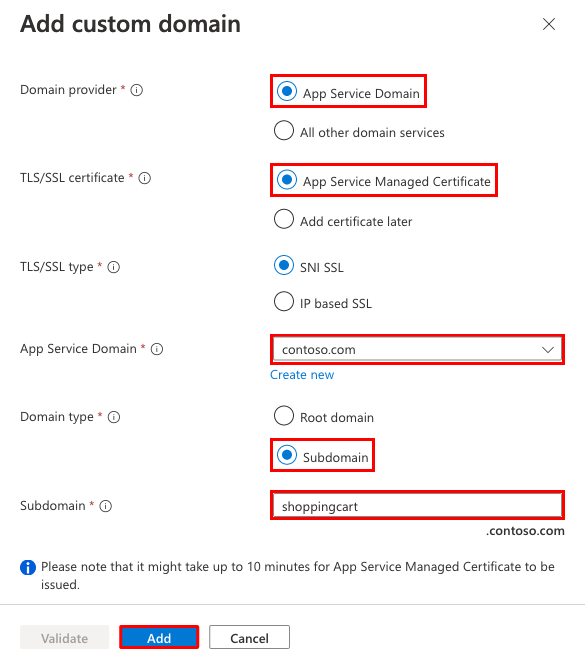 Add custom domain
Domain provider *
App Service Domain
All other domain services
TLS/SSL certificate *
App Service Managed Certificate
Add certificate later
TLS/SSL type *
SNI SSL
IP based SSL
App Service Domain *
contoso.com
Create new
Domain type *
Root domain
Subdomain
Subdomain *
shoppingcart
.contoso.com
Please note that it might take up to 10 minutes for App Service Managed Certificate to be
issued.
Validate
Add
Cancel